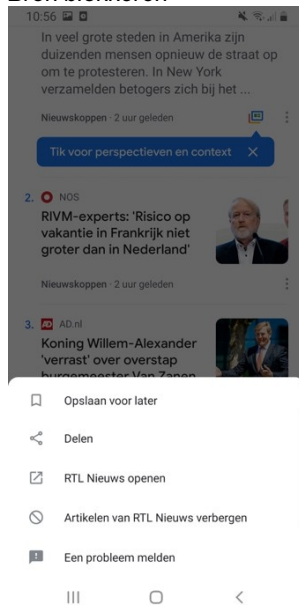 10:56
In veel grote steden in Amerika zijn
duizenden mensen opnieuw de straat op
om te protesteren. In New York
verzamelden betogers zich bij het ...
Nieuwskoppen · 2 uur geleden
Tik voor perspectieven en context
2. NOS
RIVM-experts: 'Risico op
vakantie in Frankrijk niet
groter dan in Nederland'
Nieuwskoppen · 2 uur geleden
3. AD AD.nl
Koning Willem-Alexander
'verrast' over overstap
burgemeester Van Zanen
Opslaan voor later
Delen
RTL Nieuws openen
Artikelen van RTL Nieuws verbergen
Een probleem melden